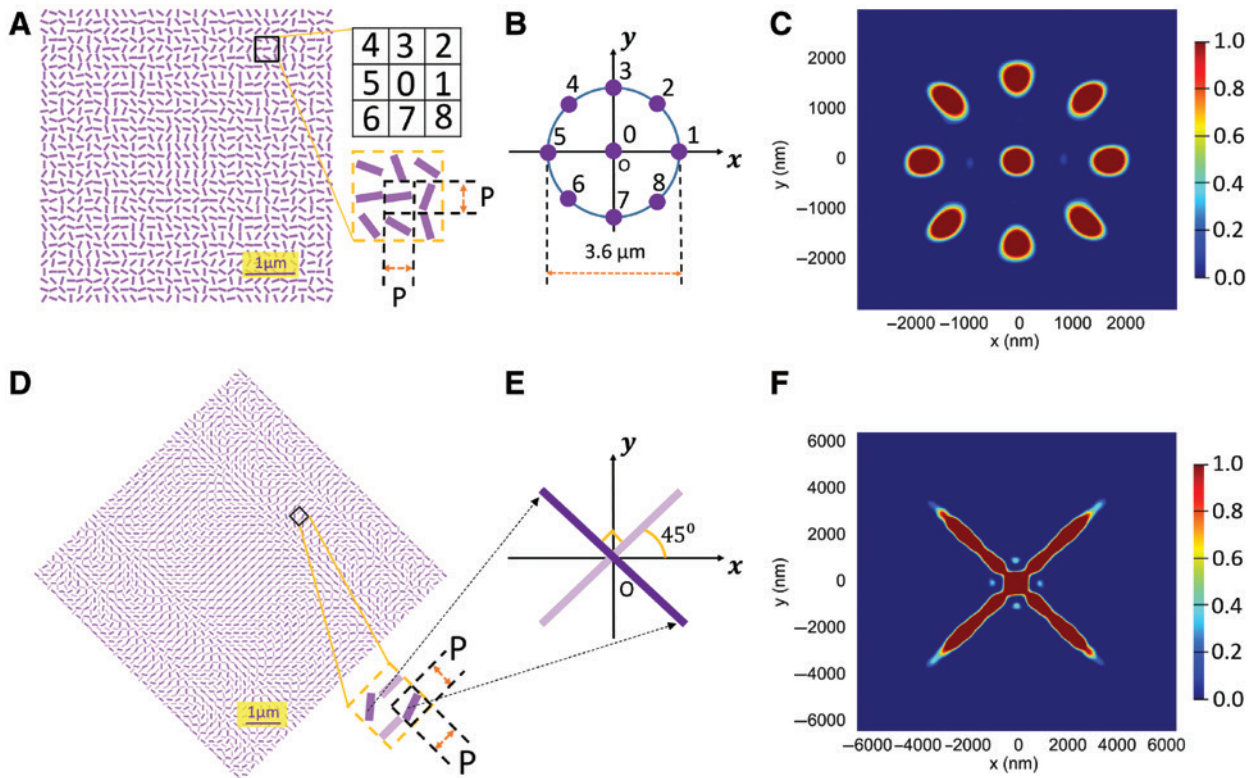 A
4 3 2
5 0 1
6 7 8
P
P
1μm
B
y
3
4 2
5 0 1
x
O
6 8
7
3.6 μm
C
2000
1000
0
−1000
−2000
y (nm)
−2000 −1000 0 1000 2000
x (nm)
1.0
0.8
0.6
0.4
0.2
0.0
D
1μm
P
P
E
y
45⁰
x
O
F
6000
4000
2000
0
−2000
−4000
−6000
y (nm)
−6000 −4000 −2000 0 2000 4000 6000
x (nm)
1.0
0.8
0.6
0.4
0.2
0.0